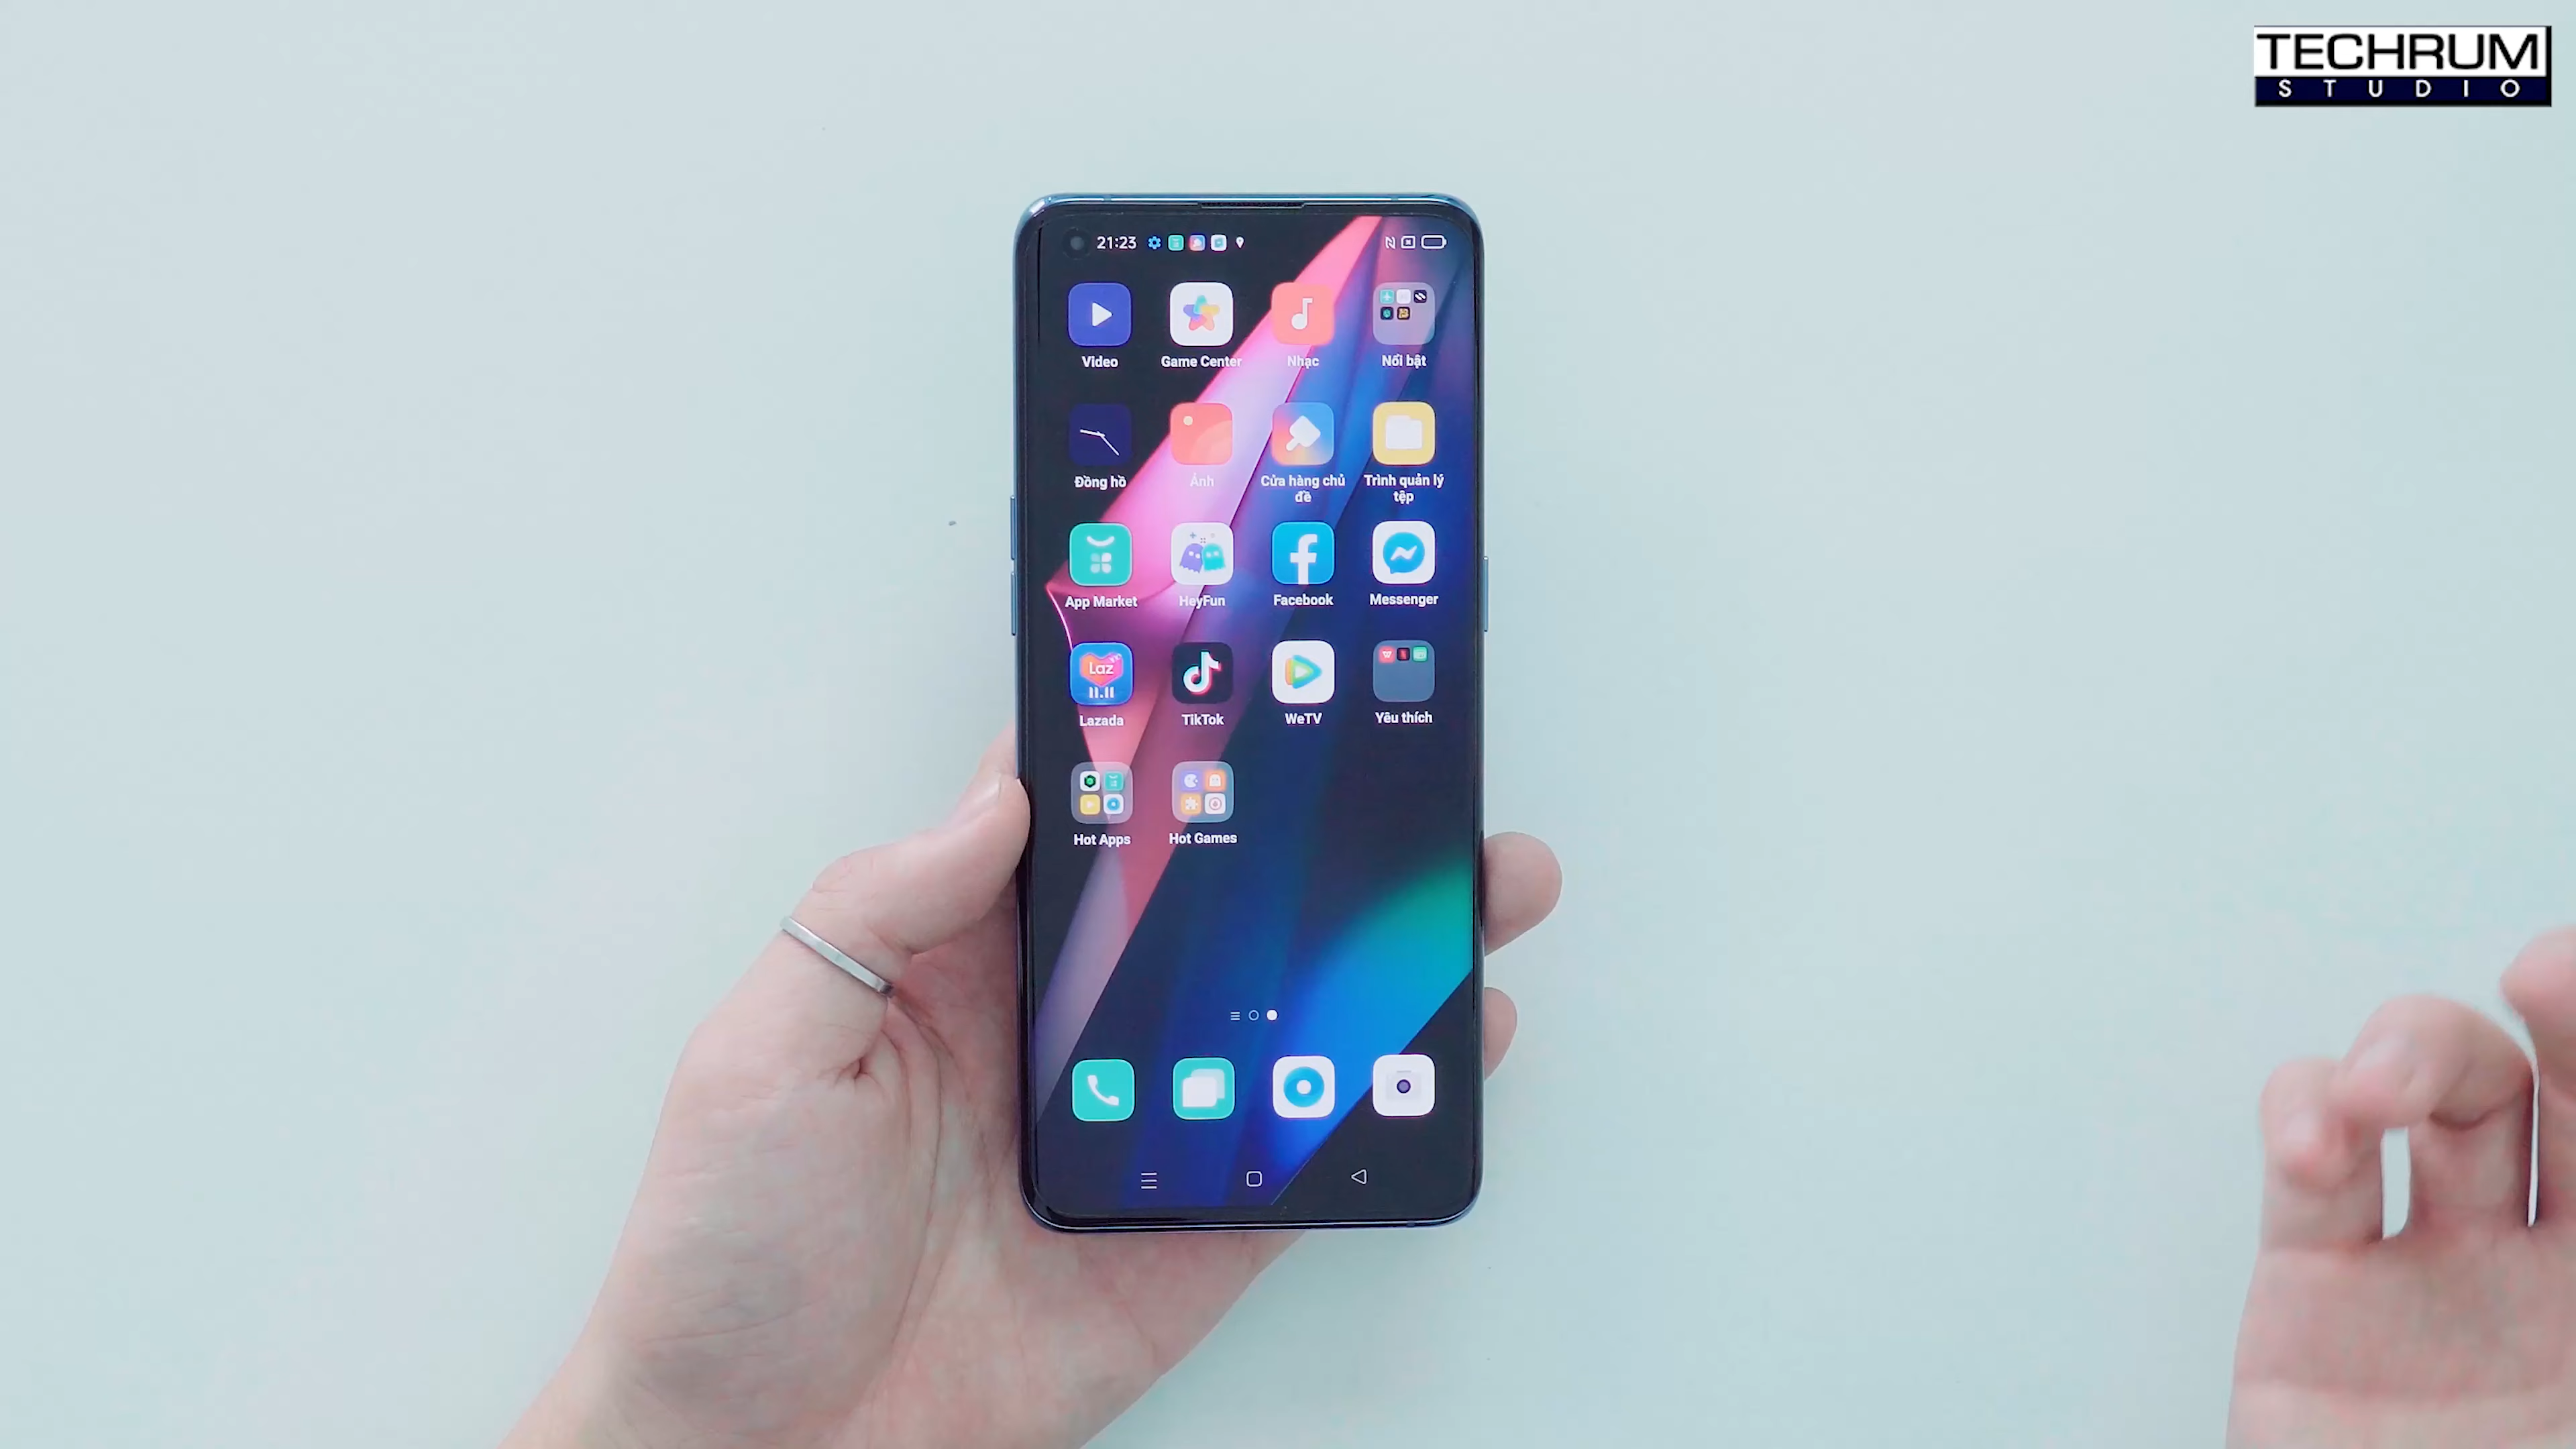 TECHRUM
STUDIO
21:23
Video
Game Center
Nhạc
Nổi bật
Đồng hồ
Ảnh
Cửa hàng chủ đề
Trình quản lý tệp
App Market
HeyFun
Facebook
Messenger
Laz
11.11
Lazada
TikTok
WeTV
Yêu thích
Hot Apps
Hot Games